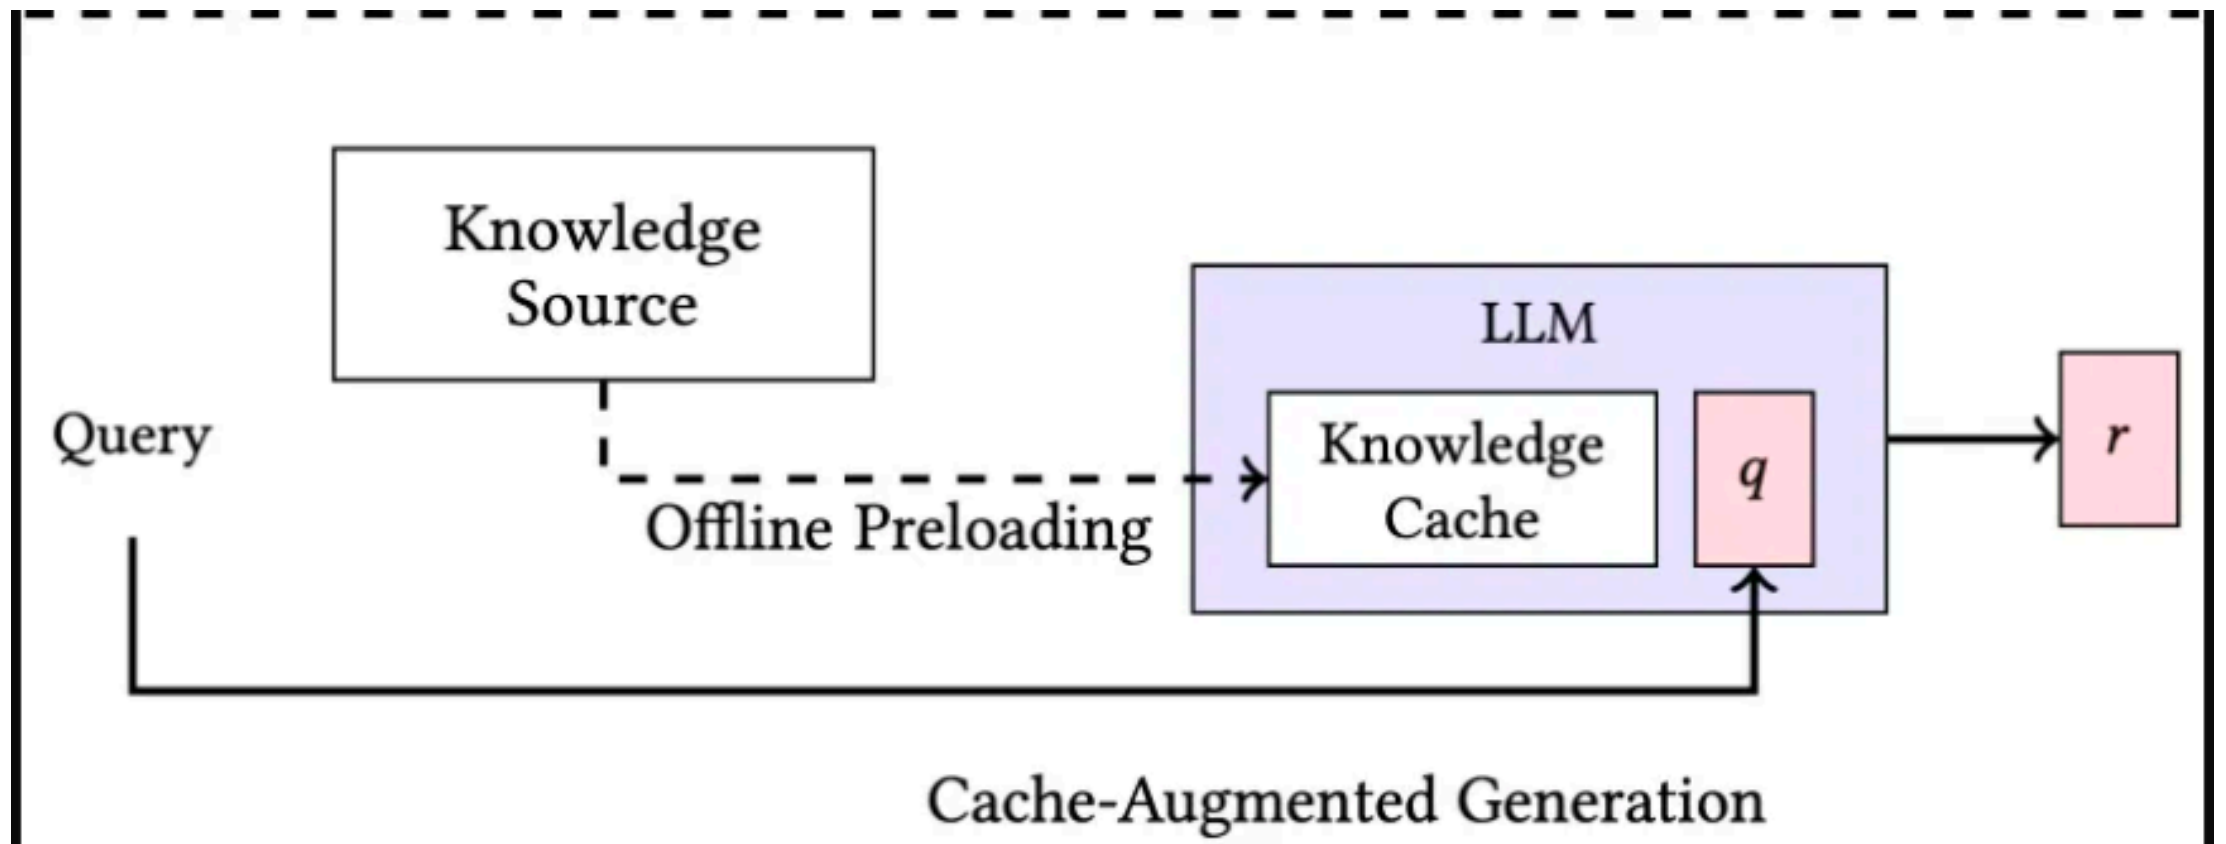 Knowledge
Source
LLM
Query
Knowledge
Cache
q
r
Offline Preloading
Cache-Augmented Generation